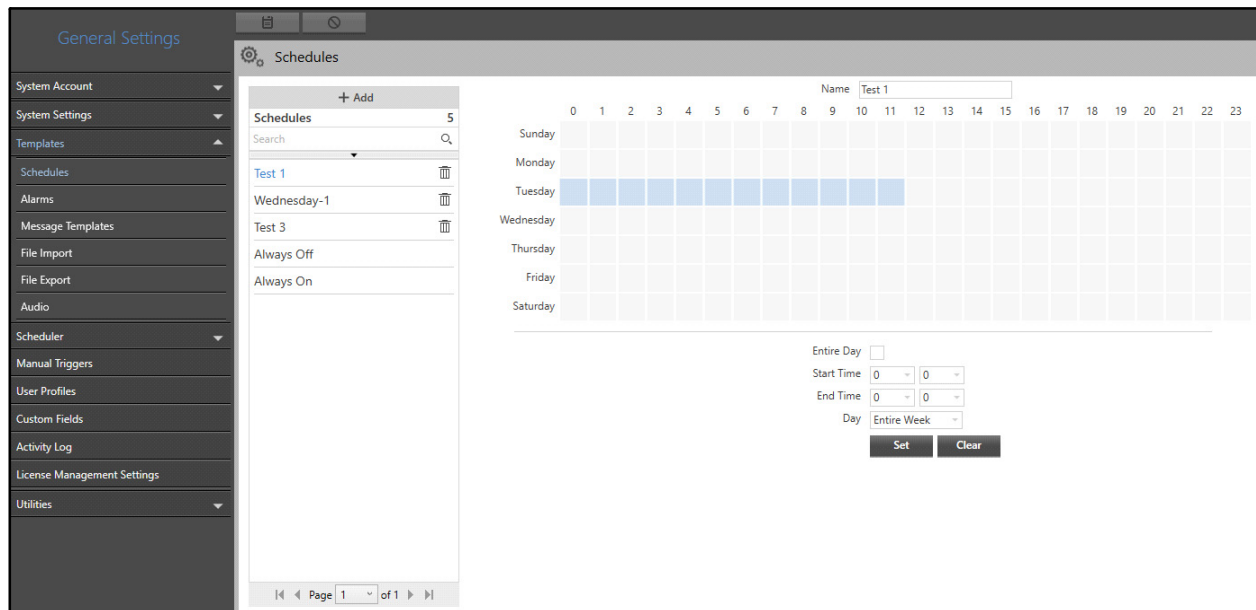 General Settings
System Account
System Settings
Templates
Schedules
Alarms
Message Templates
File Import
File Export
Audio
Scheduler
Manual Triggers
User Profiles
Custom Fields
Activity Log
License Management Settings
Utilities
Schedules
+ Add
Schedules 5
Search
Test 1
Wednesday-1
Test 3
Always Off
Always On
Page 1 of 1
Name Test 1
0 1 2 3 4 5 6 7 8 9 10 11 12 13 14 15 16 17 18 19 20 21 22 23
Sunday
Monday
Tuesday
Wednesday
Thursday
Friday
Saturday
Entire Day
Start Time 0 0
End Time 0 0
Day Entire Week
Set Clear